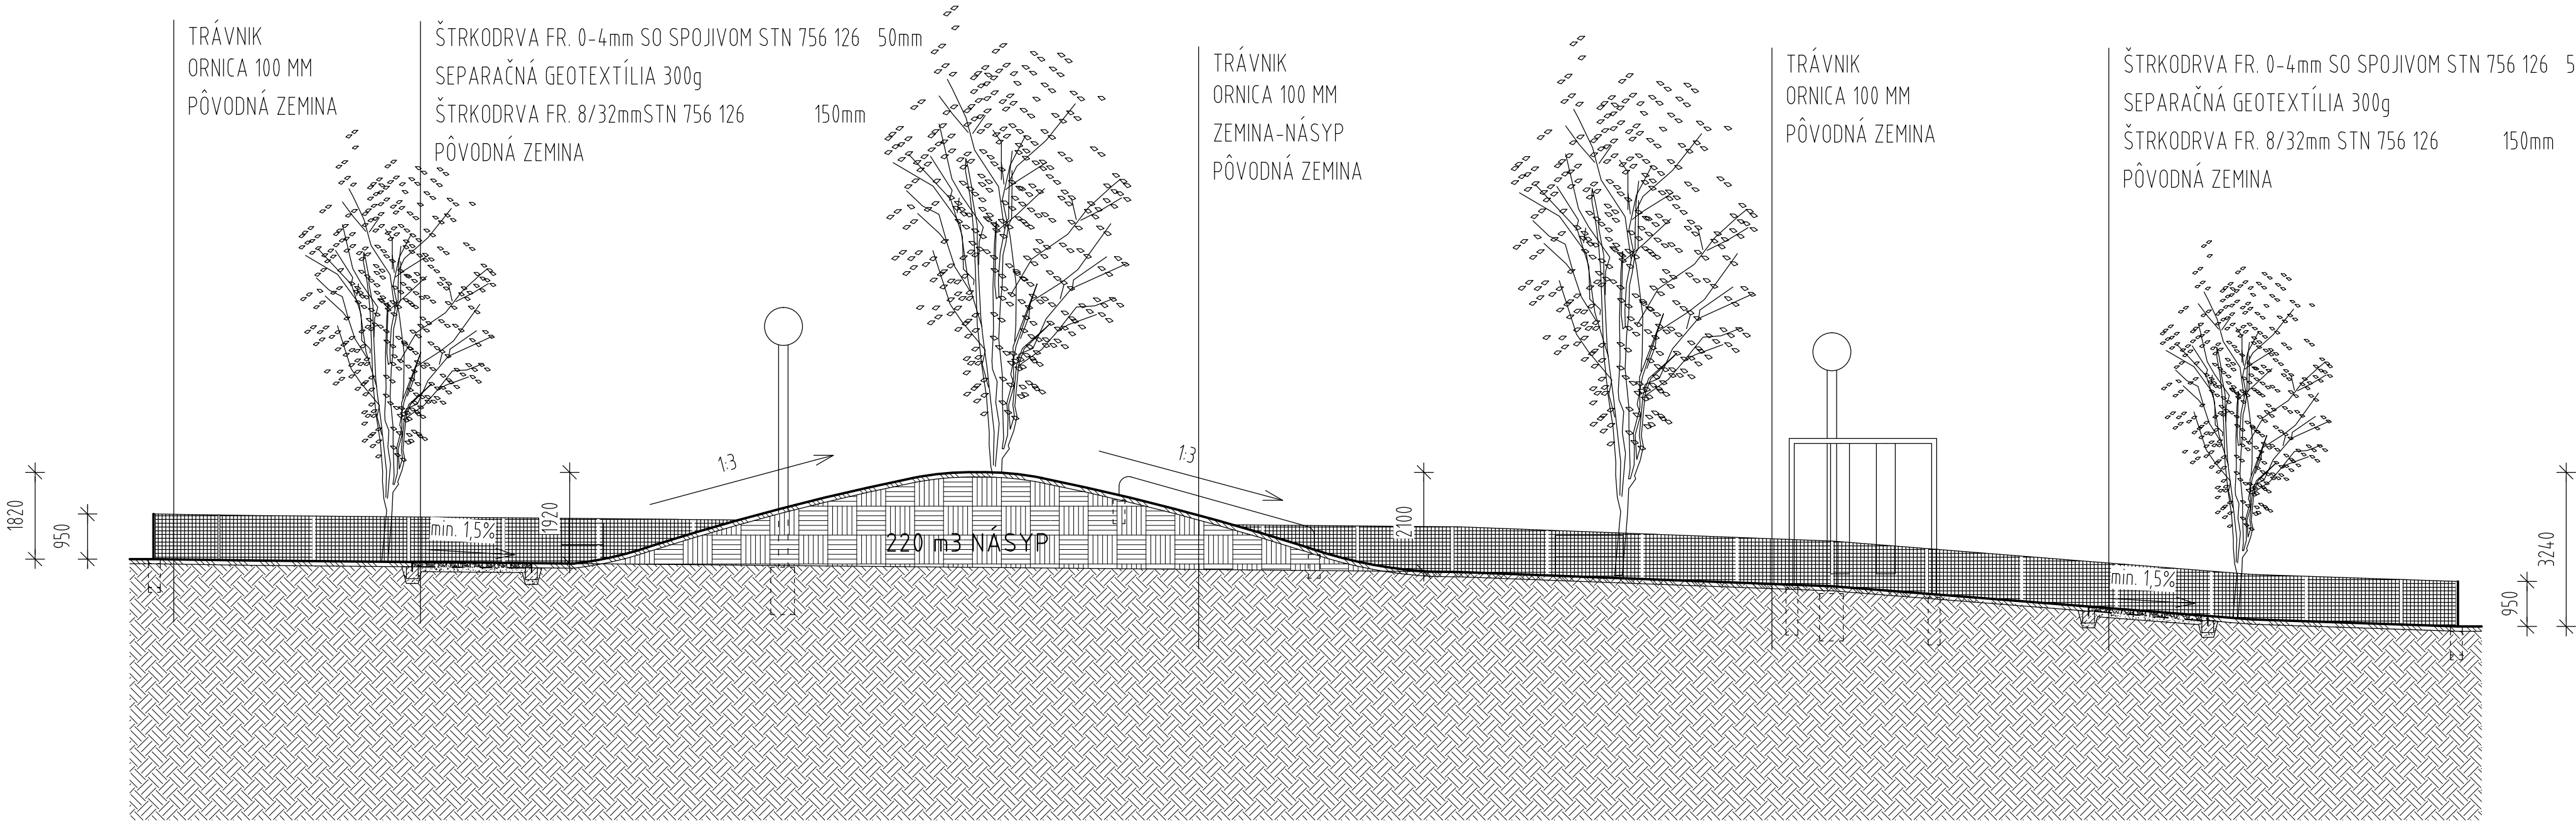 TRÁVNIK
ORNICA 100 MM
PÔVODNÁ ZEMINA
ŠTRKODRVA FR. 0-4mm SO SPOJIVOM STN 756 126 50mm
SEPARAČNÁ GEOTEXTÍLIA 300g
ŠTRKODRVA FR. 8/32mmSTN 756 126 150mm
PÔVODNÁ ZEMINA
TRÁVNIK
ORNICA 100 MM
ZEMINA-NÁSYP
PÔVODNÁ ZEMINA
TRÁVNIK
ORNICA 100 MM
PÔVODNÁ ZEMINA
ŠTRKODRVA FR. 0-4mm SO SPOJIVOM STN 756 126 5
SEPARAČNÁ GEOTEXTÍLIA 300g
ŠTRKODRVA FR. 8/32mm STN 756 126 150mm
PÔVODNÁ ZEMINA
1820
950
min. 1,5%
1920
1:3
220 m3 NÁSYP
1:3
2100
min. 1,5%
950
3240